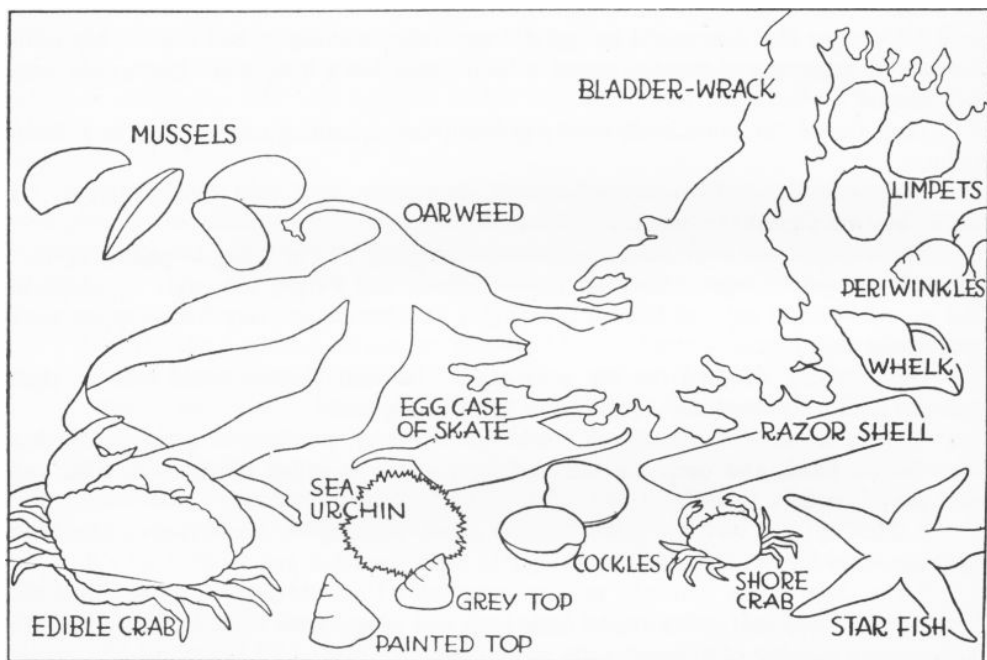 BLADDER-WRACK
MUSSELS
LIMPETS
OARWEED
PERIWINKLES
WHELK
EGG CASE
OF SKATE
RAZOR SHELL
SEA
URCHIN
COCKLES
SHORE
CRAB
GREY TOP
EDIBLE CRAB
PAINTED TOP
STAR FISH